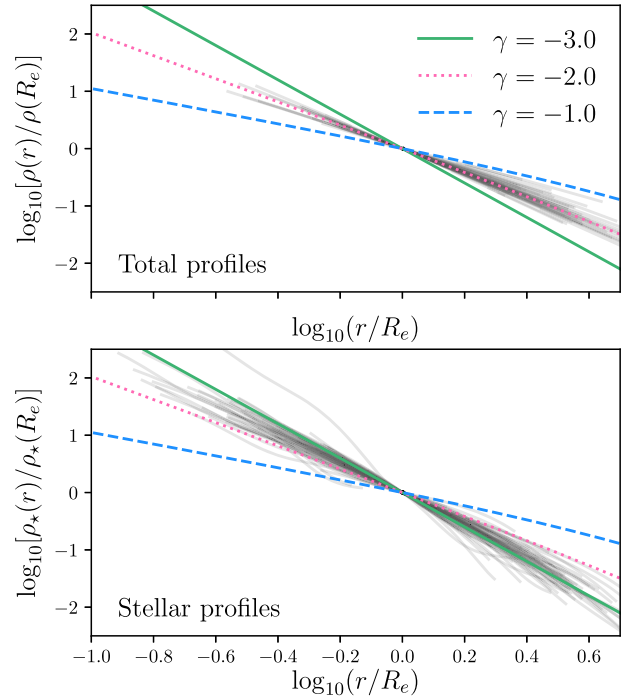 log₁₀[ρ(r)/ρ(Rₑ)]
2
1
0
−1
−2
γ = −3.0
γ = −2.0
γ = −1.0
Total profiles
log₁₀(r/Rₑ)
log₁₀[ρ⋆(r)/ρ⋆(Rₑ)]
2
1
0
−1
−2
Stellar profiles
−1.0 −0.8 −0.6 −0.4 −0.2 0.0 0.2 0.4 0.6
log₁₀(r/Rₑ)